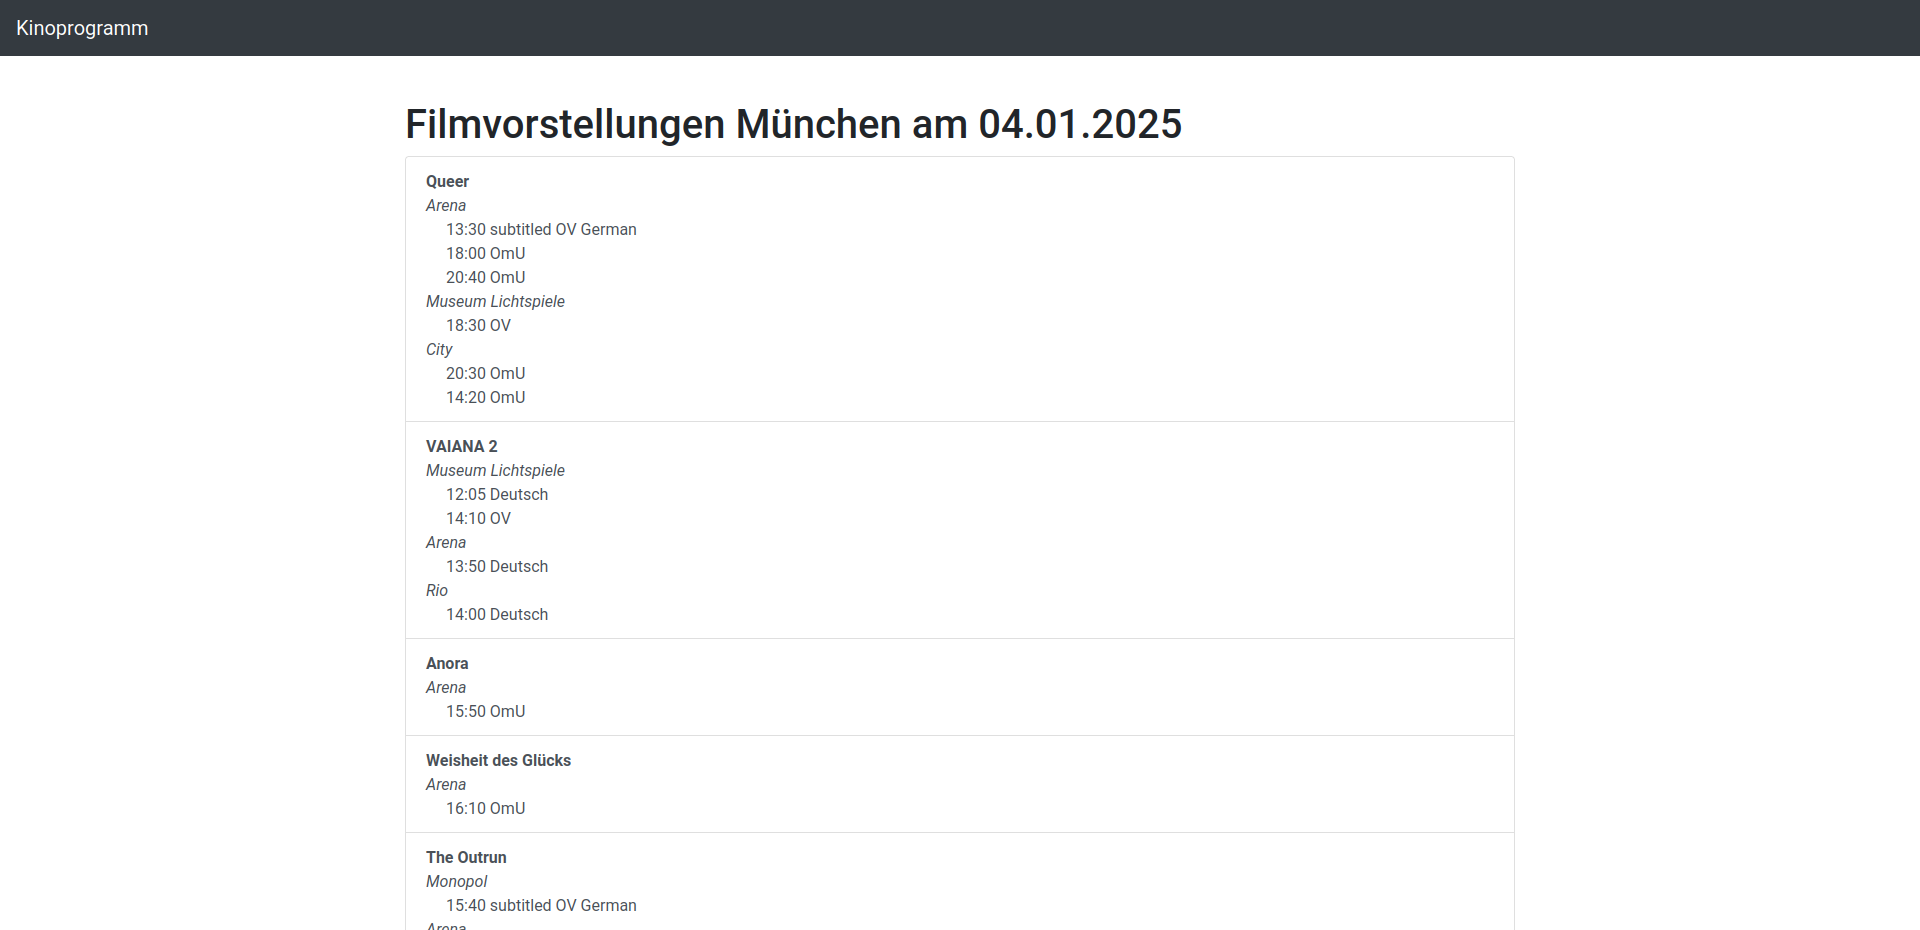 Kinoprogramm
Filmvorstellungen München am 04.01.2025
Queer
Arena
13:30 subtitled OV German
18:00 OmU
20:40 OmU
Museum Lichtspiele
18:30 OV
City
20:30 OmU
14:20 OmU
VAIANA 2
Museum Lichtspiele
12:05 Deutsch
14:10 OV
Arena
13:50 Deutsch
Rio
14:00 Deutsch
Anora
Arena
15:50 OmU
Weisheit des Glücks
Arena
16:10 OmU
The Outrun
Monopol
15:40 subtitled OV German
Arena